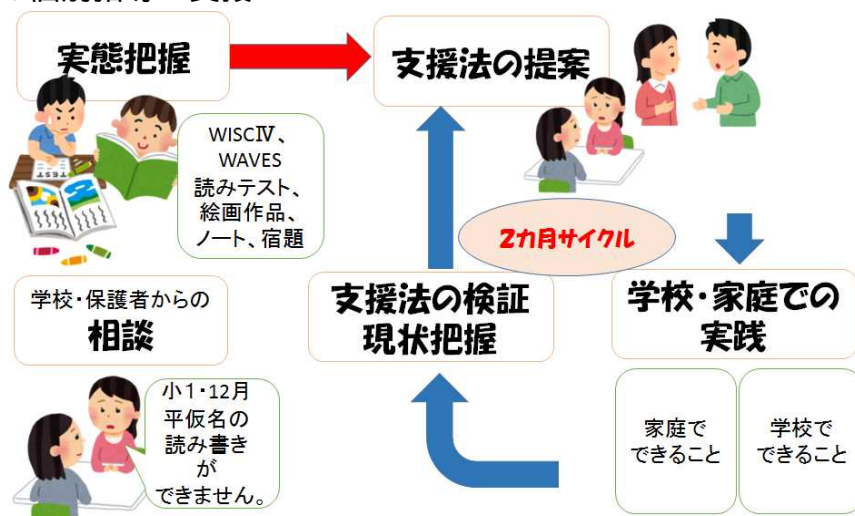 実態把握
支援法の提案
WISCⅣ、
WAVES
読みテスト、
絵画作品、
ノート、宿題
TEST
2カ月サイクル
学校・保護者からの
相談
小1・12月
平仮名の
読み書き
が
できません。
支援法の検証
現状把握
学校・家庭での
実践
家庭で
できること
学校で
できること